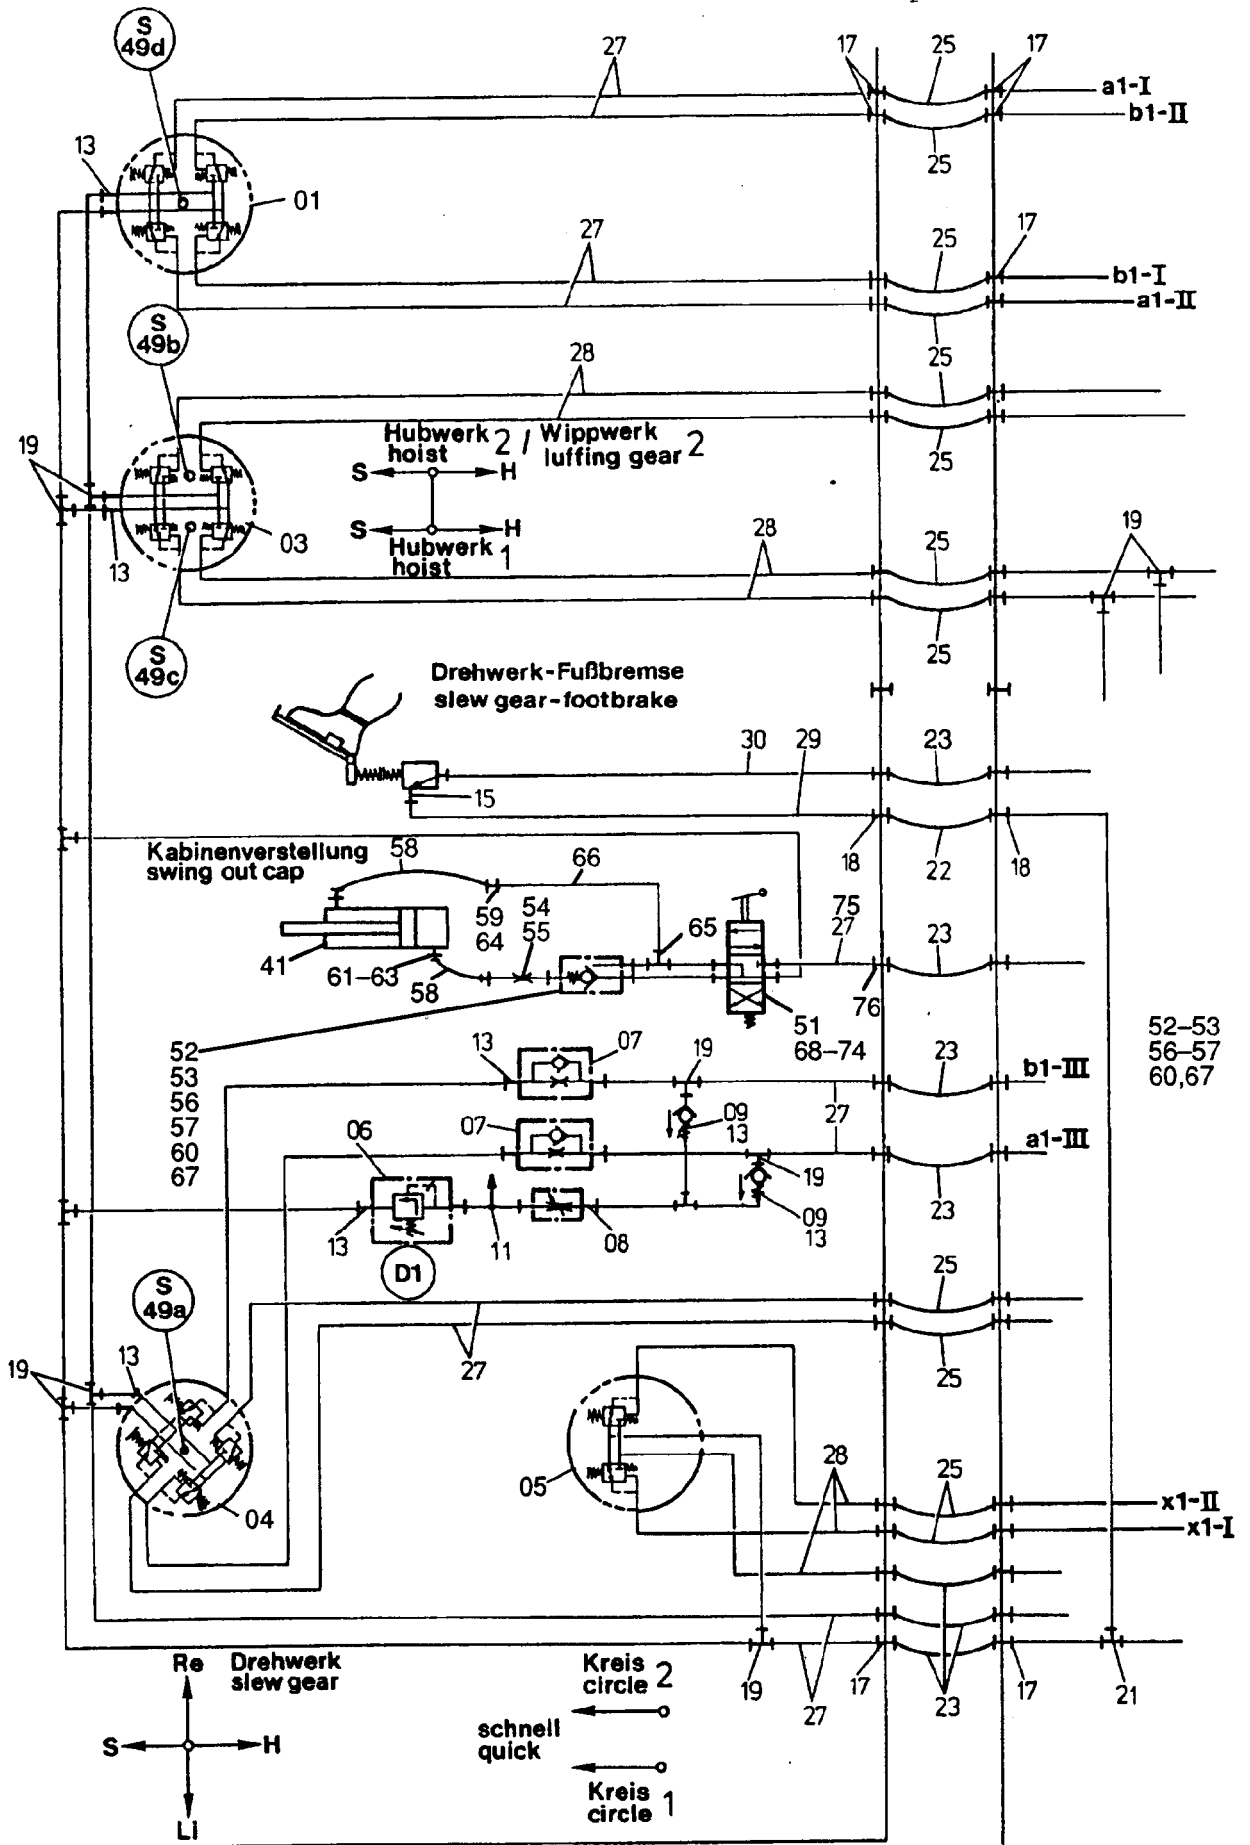 S
49d
27
17
25
17
a1-I
b1-II
13
25
01
27
25
17
b1-I
a1-II
S
49b
28
25
19
Hubwerk 2 / Wippwerk 2
hoist luffing gear
S H
25
S H
Hubwerk 1
hoist
03
13
28
25
19
S
49c
25
Drehwerk-Fußbremse
slew gear-footbrake
30
29
23
15
18
22
18
Kabinenverstellung
swing out cap
58
66
59
64
54
55
65
75
27
23
41
61-63
58
76
51
68-74
52
53
56
57
60
67
13
07
19
23
b1-III
52-53
56-57
60,67
06
07
09
13
27
a1-III
19
13
11
08
09
13
23
D1
S
49a
25
19
13
27
25
05
28
25
04
x1-II
x1-I
Re
Drehwerk
slew gear
Kreis 2
circle
19
27
17
23
17
21
S H
schnell
quick
Li
Kreis 1
circle